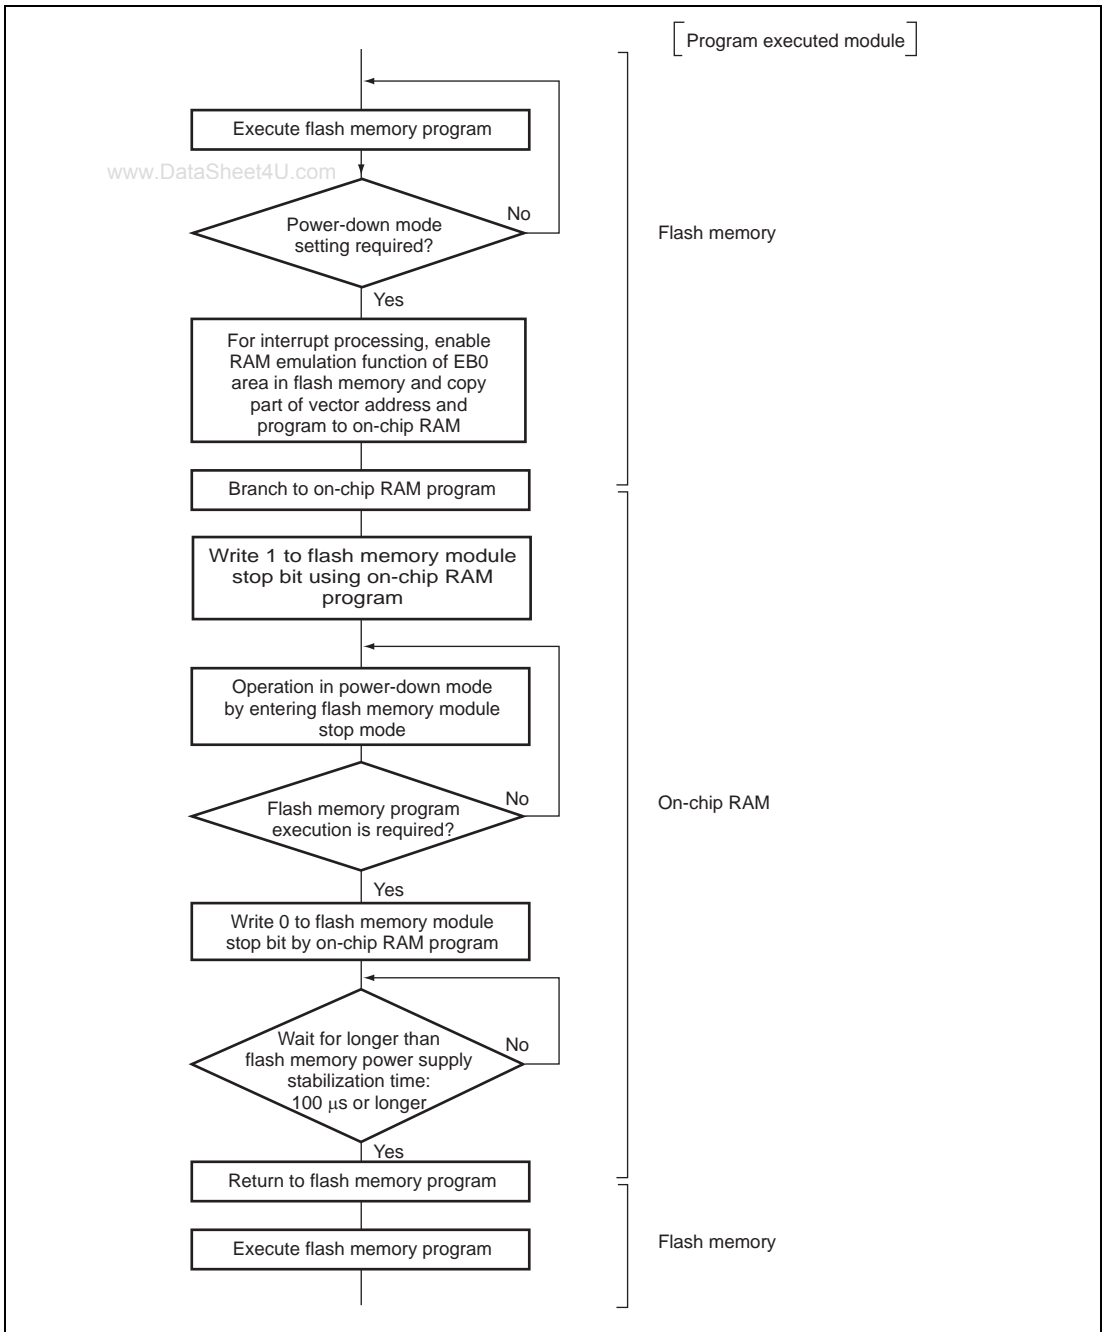 [Program executed module]
Execute flash memory program
www.DataSheet4U.com
Power-down mode
setting required?
No
Flash memory
Yes
For interrupt processing, enable
RAM emulation function of EB0
area in flash memory and copy
part of vector address and
program to on-chip RAM
Branch to on-chip RAM program
Write 1 to flash memory module
stop bit using on-chip RAM
program
Operation in power-down mode
by entering flash memory module
stop mode
Flash memory program
execution is required?
No
On-chip RAM
Yes
Write 0 to flash memory module
stop bit by on-chip RAM program
Wait for longer than
flash memory power supply
stabilization time:
100 μs or longer
No
Yes
Return to flash memory program
Execute flash memory program
Flash memory